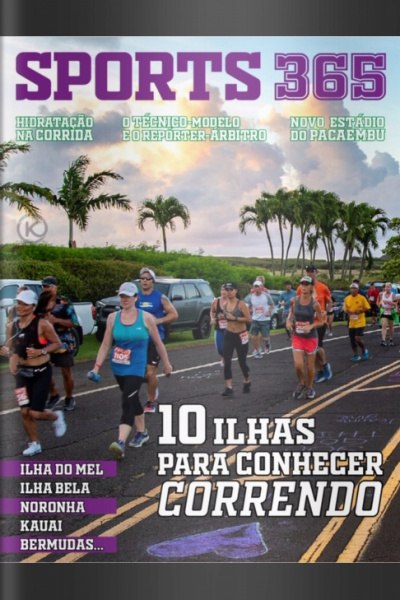 SPORTS 365
HIDRATAÇÃO
NA CORRIDA
O TÉCNICO-MODELO
E O REPÓRTER-ÁRBITRO
NOVO ESTÁDIO
DO PACAEMBU
K
10 ILHAS
PARA CONHECER
CORRENDO
ILHA DO MEL
ILHA BELA
NORONHA
KAUAI
BERMUDAS...